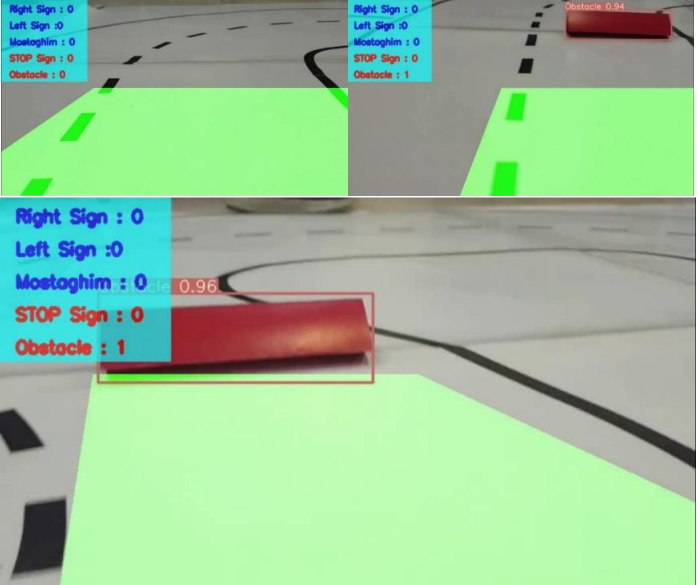 Right Sign : 0
Left Sign :0
Mostaghim : 0
STOP Sign : 0
Obstacle : 0
Right Sign : 0
Left Sign :0
Mostaghim : 0
STOP Sign : 0
Obstacle : 1
Obstacle 0.94
Right Sign : 0
Left Sign :0
Mostaghim : 0
Obstacle 0.96
STOP Sign : 0
Obstacle : 1